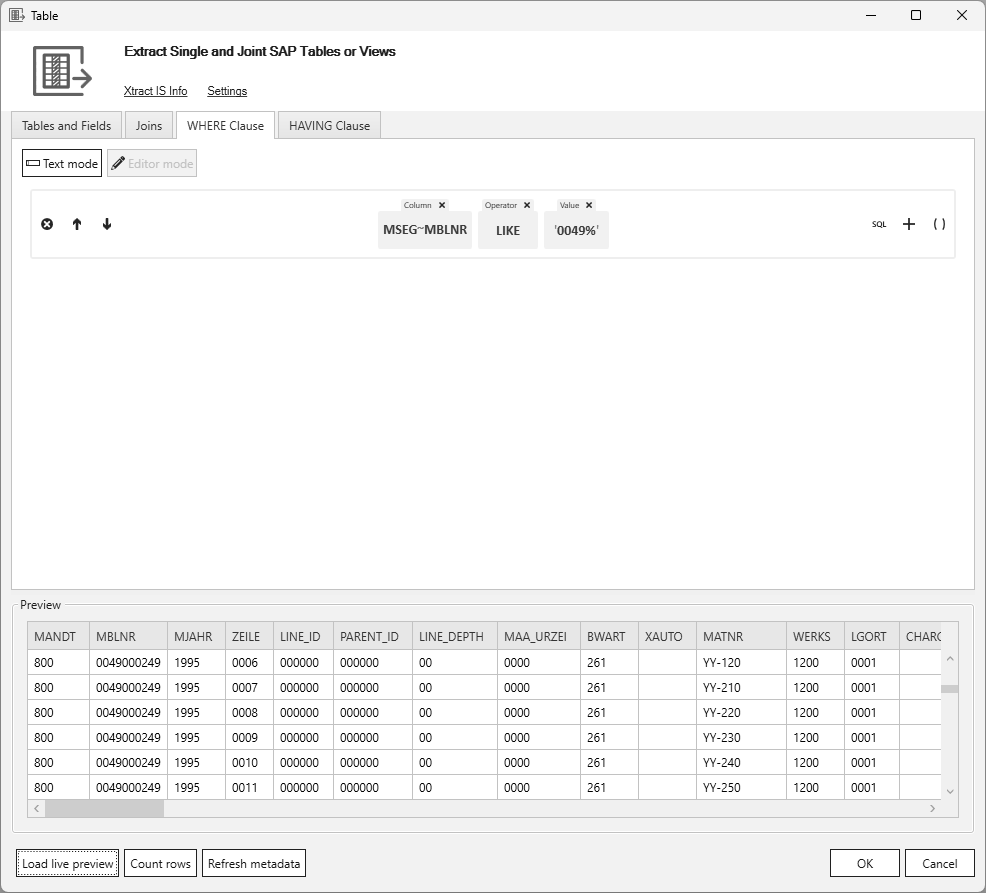 Table
Extract Single and Joint SAP Tables or Views
Xtract IS Info Settings
Tables and Fields Joins WHERE Clause HAVING Clause
Text mode Editor mode
Column Operator Value
MSEG~MBLNR LIKE '0049%' SQL + ( )
Preview
MANDT MBLNR MJAHR ZEILE LINE_ID PARENT_ID LINE_DEPTH MAA_URZEI BWART XAUTO MATNR WERKS LGORT CHARG
800 0049000249 1995 0006 000000 000000 00 0000 261 YY-120 1200 0001
800 0049000249 1995 0007 000000 000000 00 0000 261 YY-210 1200 0001
800 0049000249 1995 0008 000000 000000 00 0000 261 YY-220 1200 0001
800 0049000249 1995 0009 000000 000000 00 0000 261 YY-230 1200 0001
800 0049000249 1995 0010 000000 000000 00 0000 261 YY-240 1200 0001
800 0049000249 1995 0011 000000 000000 00 0000 261 YY-250 1200 0001
Load live preview Count rows Refresh metadata OK Cancel